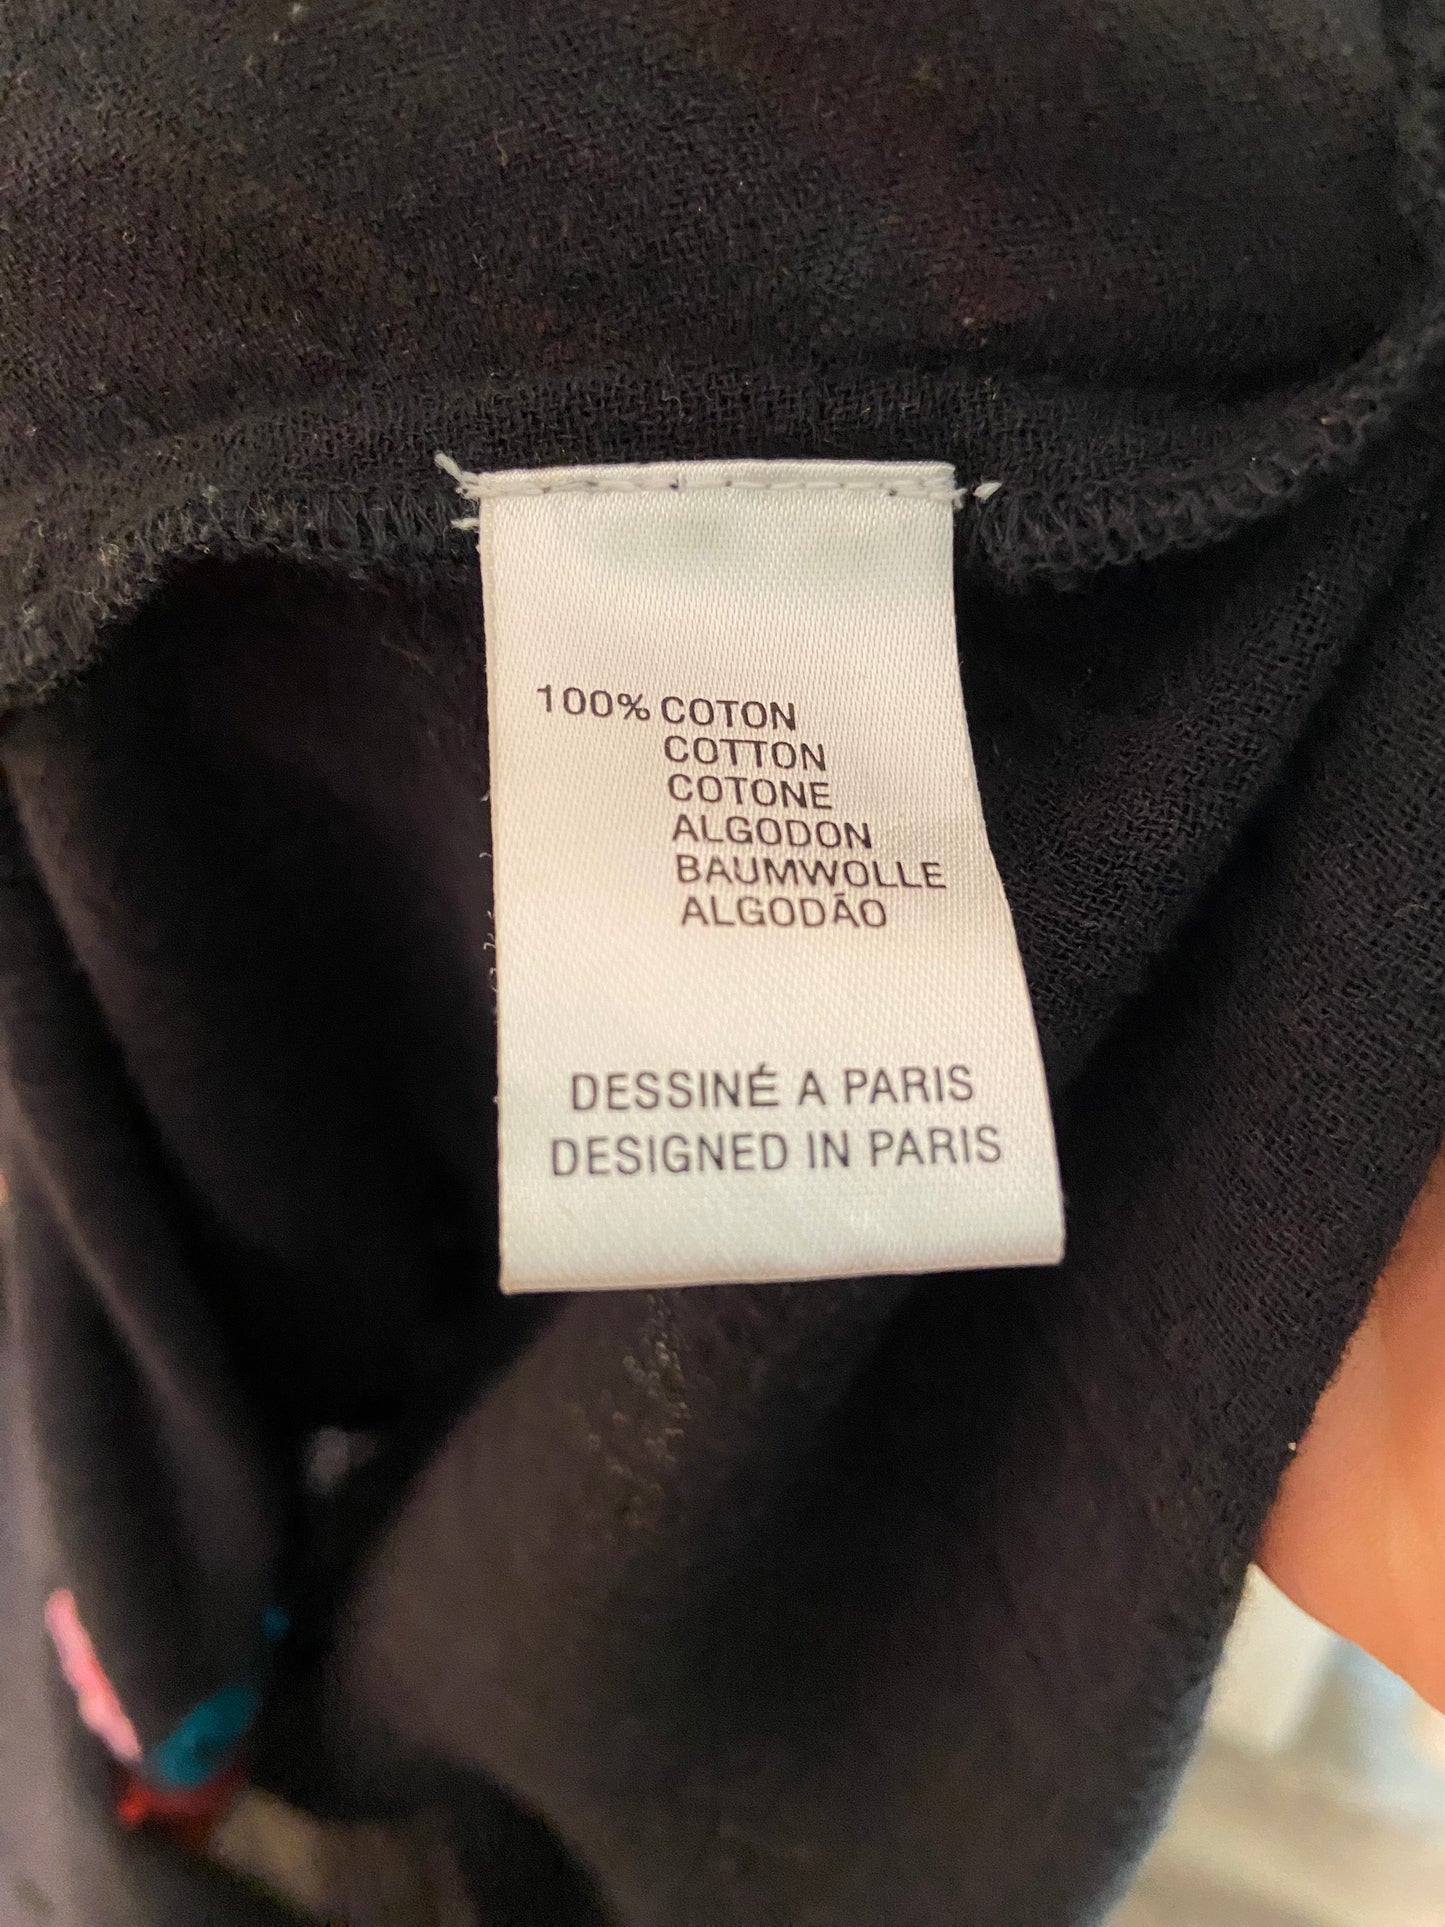 100% COTON
COTTON
COTONE
ALGODON
BAUMWOLLE
ALGODÃO
DESSINÉ A PARIS
DESIGNED IN PARIS